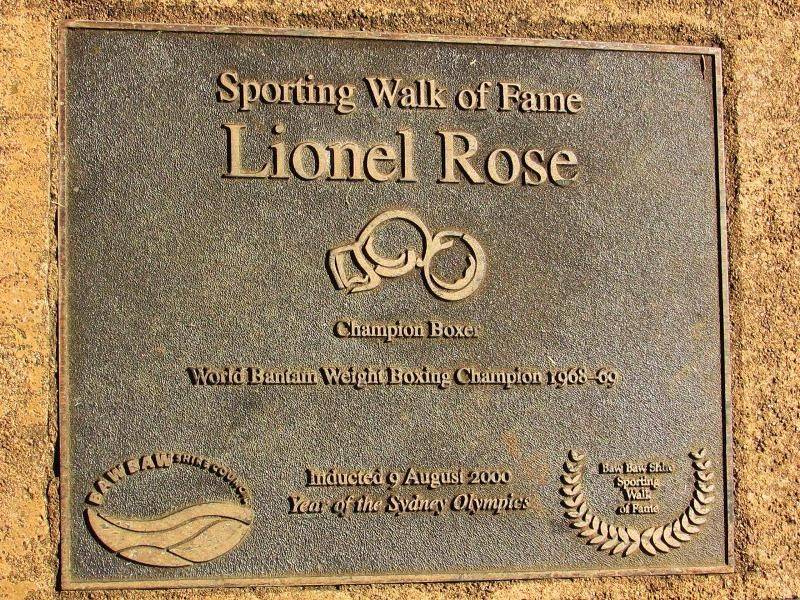 Sporting Walk of Fame
Lionel Rose
Champion Boxer
World Bantam Weight Boxing Champion 1968-69
BAW BAW SHIRE COUNCIL
Inducted 9 August 2000
Year of the Sydney Olympics
Baw Baw Shire
Sporting
Walk
of Fame